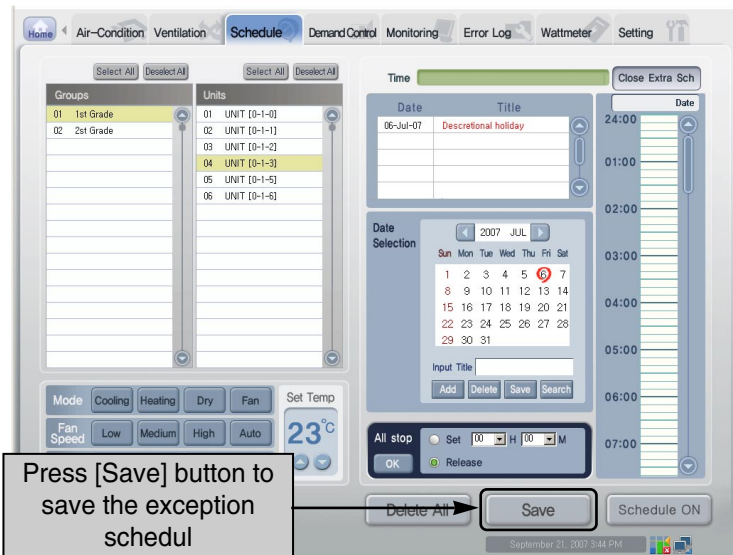 Home Air-Condition Ventilation Schedule Demand Control Monitoring Error Log Wattmeter Setting
Select All Deselect All Select All Deselect All
Groups Units
01 1st Grade
02 2st Grade
01 UNIT [0-1-0]
02 UNIT [0-1-1]
03 UNIT [0-1-2]
04 UNIT [0-1-3]
05 UNIT [0-1-5]
06 UNIT [0-1-6]
Mode Cooling Heating Dry Fan
Fan Speed Low Medium High Auto
Set Temp
23°C
Time Close Extra Sch
Date Title
06-Jul-07 Descretional holiday
Date Selection
2007 JUL
Sun Mon Tue Wed Thu Fri Sat
1 2 3 4 5 6 7
8 9 10 11 12 13 14
15 16 17 18 19 20 21
22 23 24 25 26 27 28
29 30 31
Input Title
Add Delete Save Search
All stop Set 00 H 00 M
OK Release
Date
24:00
01:00
02:00
03:00
04:00
05:00
06:00
07:00
Press [Save] button to
save the exception
schedul
Delete All Save Schedule ON
September 21, 2007 3:44 PM